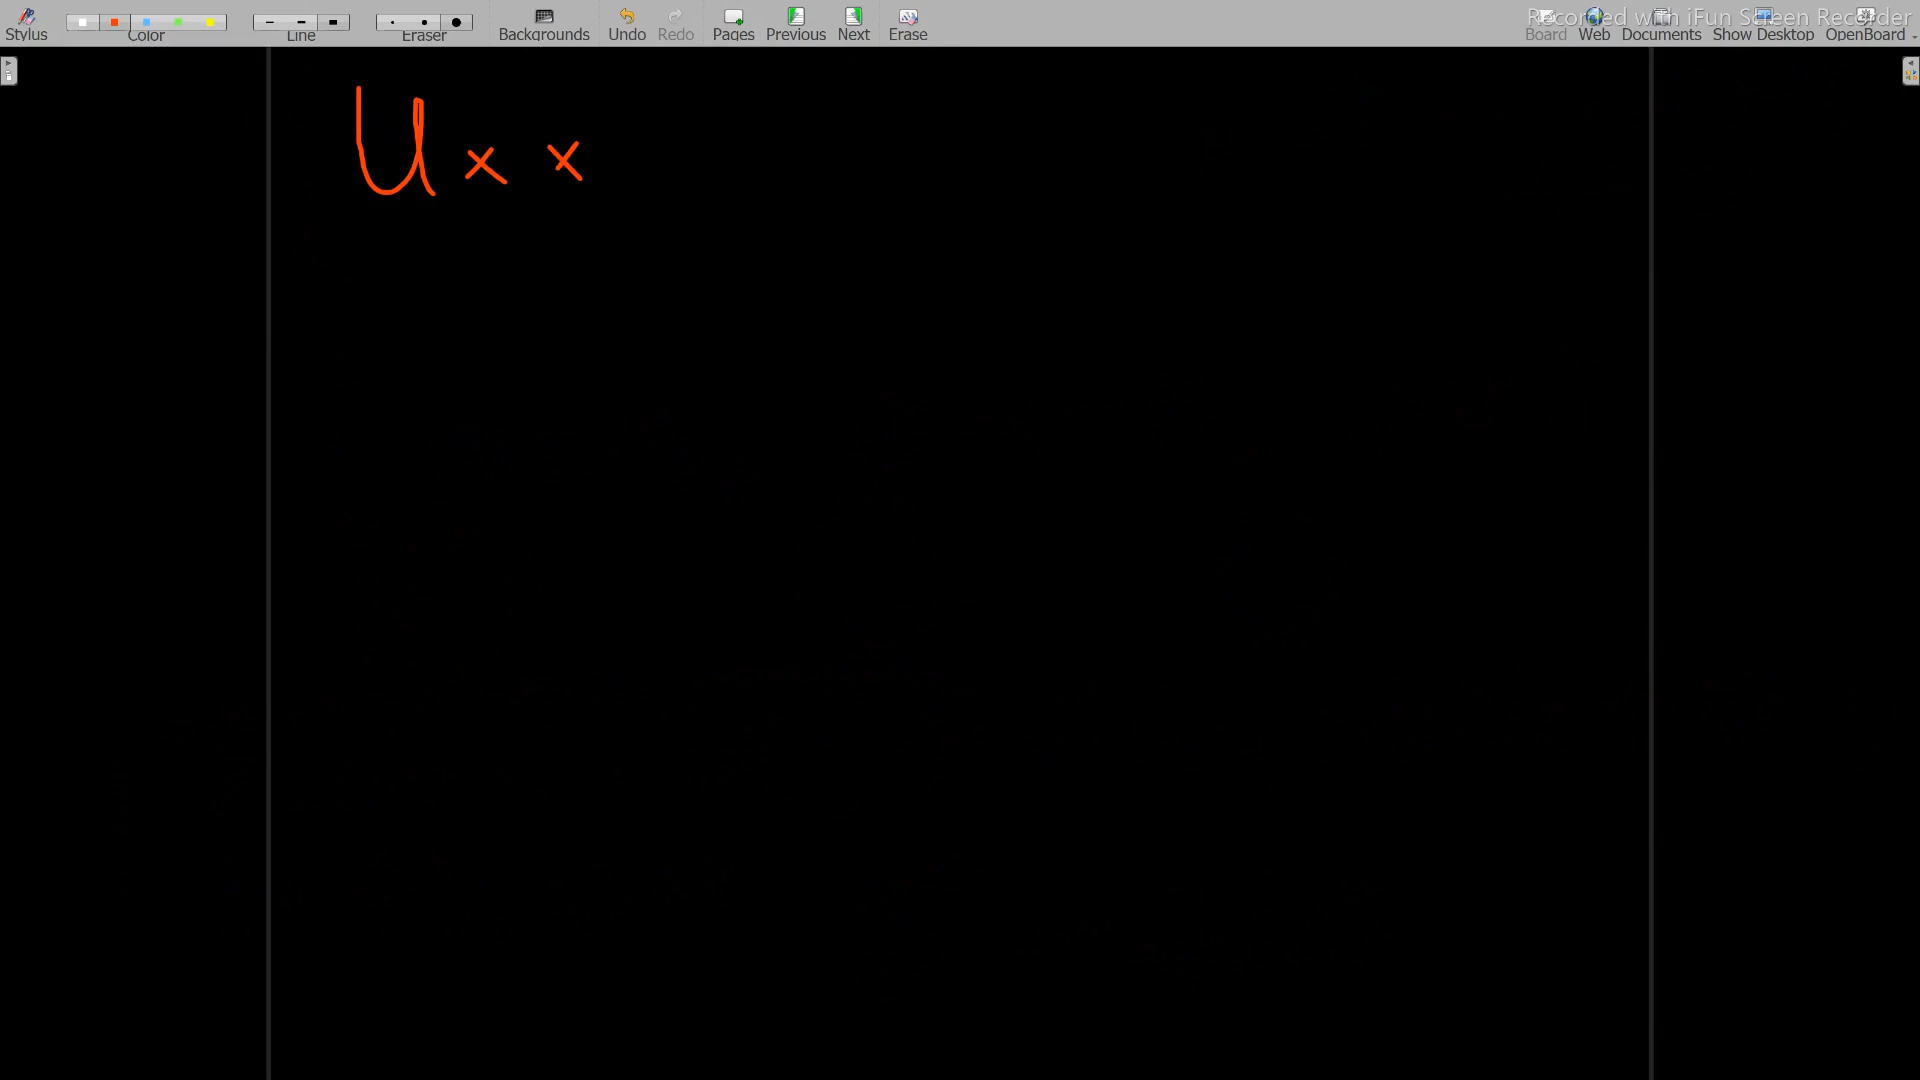 Recorded with iFun Screen Recorder
Stylus Color Line Eraser Backgrounds Undo Redo Pages Previous Next Erase Board Web Documents Show Desktop OpenBoard
U x x